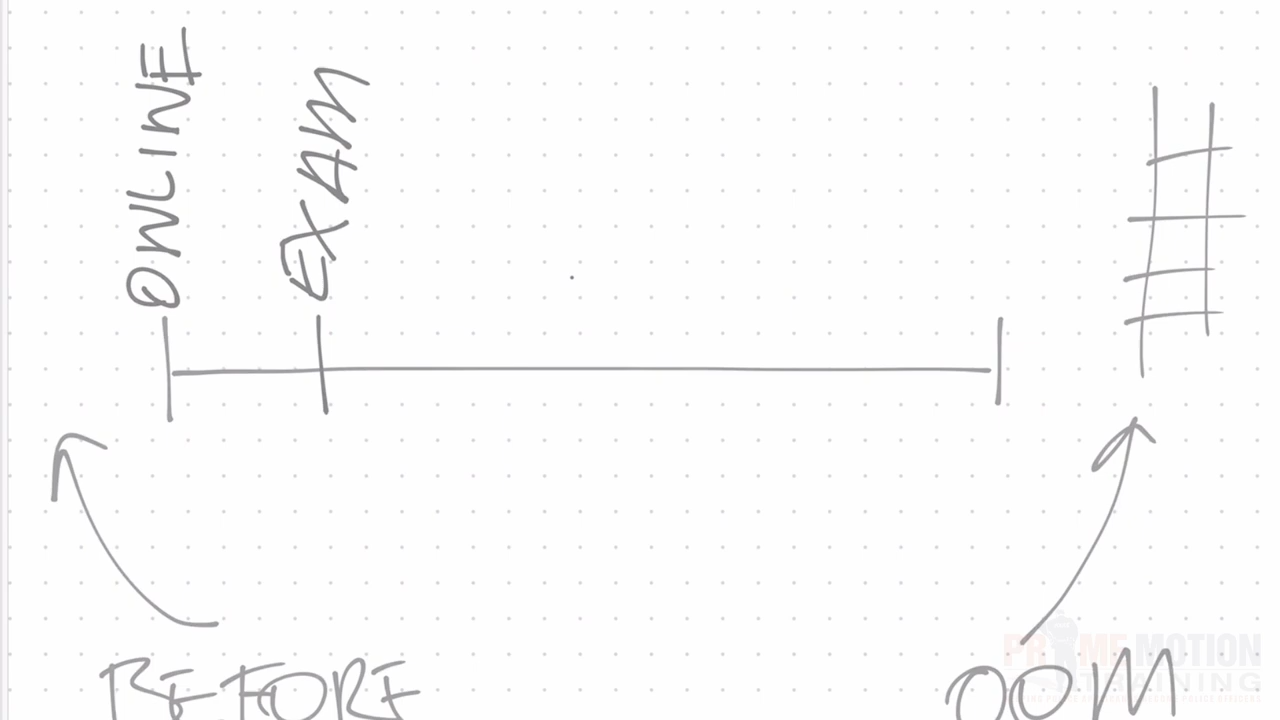 ONLINE
EXAM
BEFORE
OOM
PRIME MOTION
TRAINING